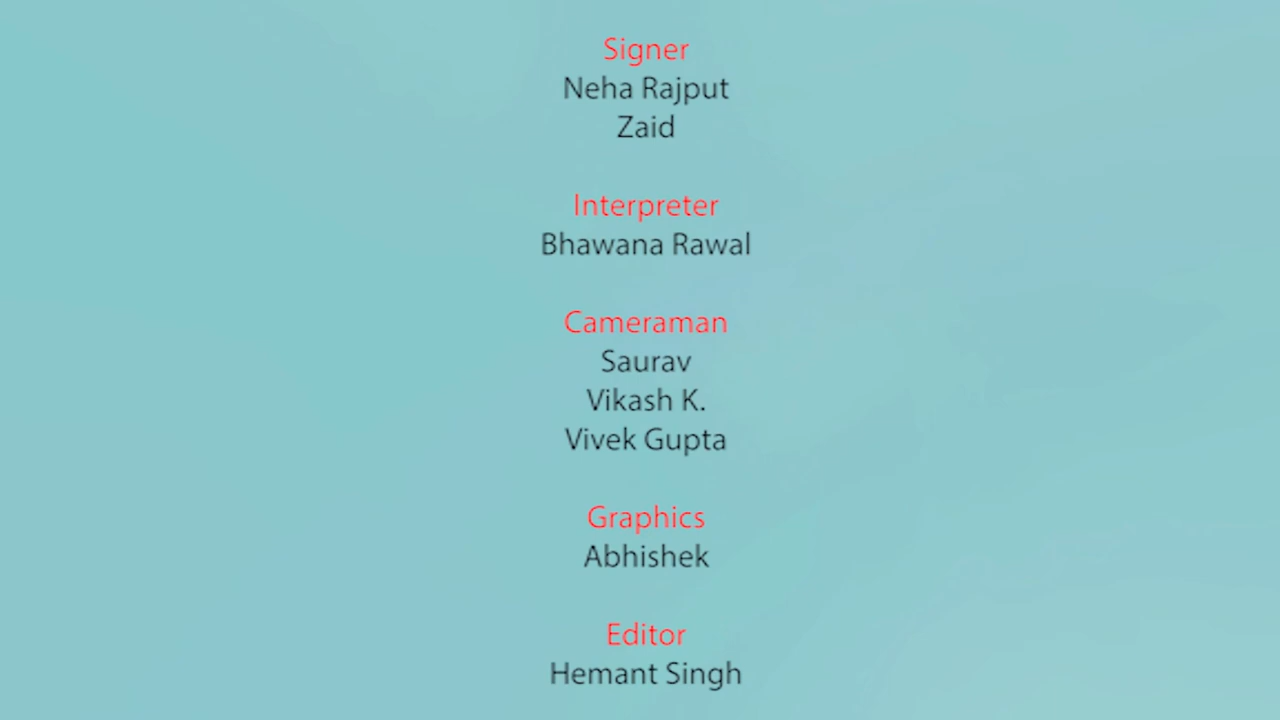 Signer
Neha Rajput
Zaid
Interpreter
Bhawana Rawal
Cameraman
Saurav
Vikash K.
Vivek Gupta
Graphics
Abhishek
Editor
Hemant Singh